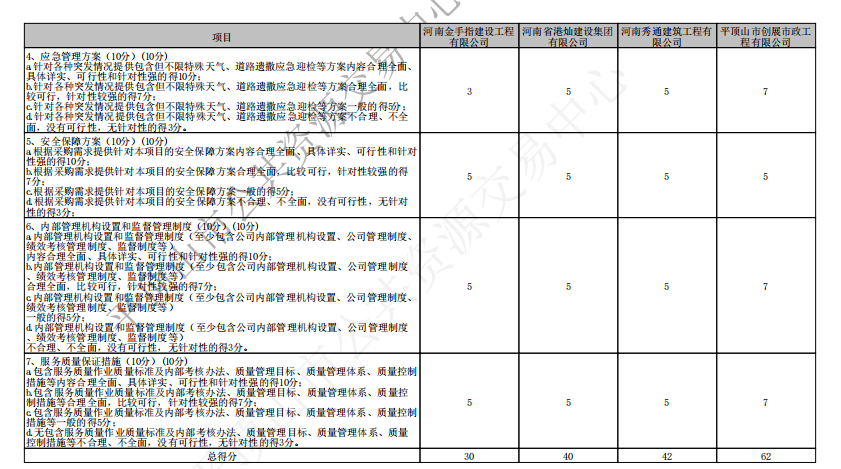 项目
河南金手指建设工程
有限公司
河南省港灿建设集团
有限公司
河南秀通建筑工程有
限公司
平顶山市创展市政工
程有限公司
4、应急管理方案（10分）(10分)
a.针对各种突发情况提供包含但不限特殊天气、道路遗撒应急迎检等方案内容合理全面、
具体详实、可行性和针对性强的得10分；
b.针对各种突发情况提供包含但不限特殊天气、道路遗撒应急迎检等方案合理全面，比
较可行，针对性较强的得7分；
c.针对各种突发情况提供包含但不限特殊天气、道路遗撒应急迎检等方案一般的得5分；
d.针对各种突发情况提供包含但不限特殊天气、道路遗撒应急迎检等方案不合理、不全
面，没有可行性，无针对性得3分。
3
5
5
7
5、安全保障方案（10分）(10分)
a.根据采购需求提供针对本项目的安全保障方案内容合理全面、具体详实、可行性和针对
性强的得10分；
b.根据采购需求提供针对本项目的安全保障方案合理全面，比较可行，针对性较强的得
7分；
c.根据采购需求提供针对本项目的安全保障方案一般的得5分；
d.根据采购需求提供针对本项目的安全保障方案不合理、不全面，没有可行性，无针对
性的得3分；
5
5
5
5
6、内部管理机构设置和监督管理制度（10分）(10分)
a.内部管理机构设置和监督管理制度（至少包含公司内部管理机构设置、公司管理制度、
绩效考核管理制度、监督制度等）
内容合理全面、具体详实、可行性和针对性强的得10分；
b.内部管理机构设置和监督管理制度（至少包含公司内部管理机构设置、公司管理制度
、绩效考核管理制度、监督制度等）
合理全面，比较可行，针对性较强的得7分；
c.内部管理机构设置和监督管理制度（至少包含公司内部管理机构设置、公司管理制度、
绩效考核管理制度、监督制度等）
一般的得5分；
d.内部管理机构设置和监督管理制度（至少包含公司内部管理机构设置、公司管理制度
、绩效考核管理制度、监督制度等）
不合理、不全面，没有可行性，无针对性的得3分。
5
5
5
7
7、服务质量保证措施（10分）(10分)
a.包含服务质量作业质量标准及内部考核办法、质量管理目标、质量管理体系、质量控制
措施等内容合理全面、具体详实、可行性和针对性强的得10分；
b.包含服务质量作业质量标准及内部考核办法、质量管理目标、质量管理体系、质量控
制措施等合理全面，比较可行，针对性较强的得7分；
c.包含服务质量作业质量标准及内部考核办法、质量管理目标、质量管理体系、质量控制
措施等一般的得5分；
d.无包含服务质量作业质量标准及内部考核办法、质量管理目标、质量管理体系、质量
控制措施等不合理、不全面，没有可行性，无针对性的得3分。
5
5
5
7
总得分
30
40
42
62
平顶山市公共资源交易中心
山市公共资源交易中心